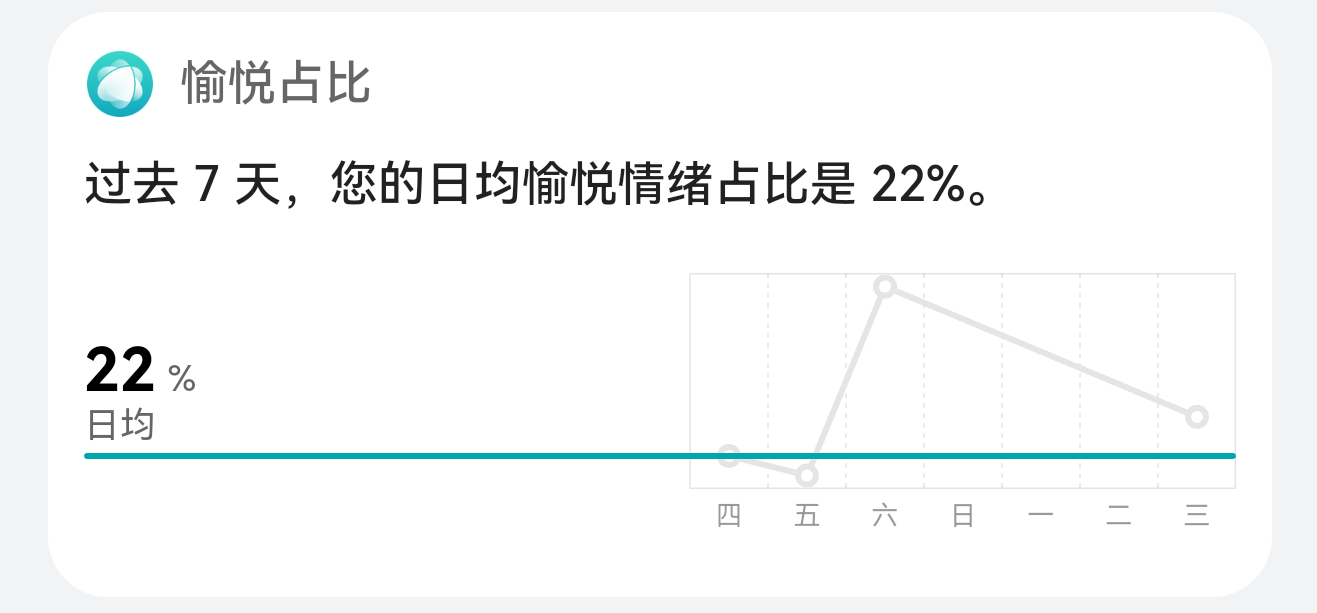 愉悦占比
过去 7 天，您的日均愉悦情绪占比是 22%。
22 %
日均
四 五 六 日 一 二 三